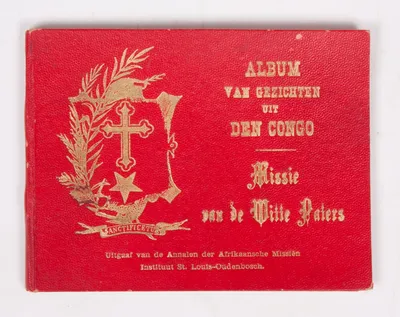 ALBUM
VAN GEZICHTEN
UIT
DEN CONGO
Missie
van de Witte Paters
SANCTIFICETUR
Uitgaf van de Annalen der Afrikaansche Missiën
Instituut St. Louis-Oudenbosch.